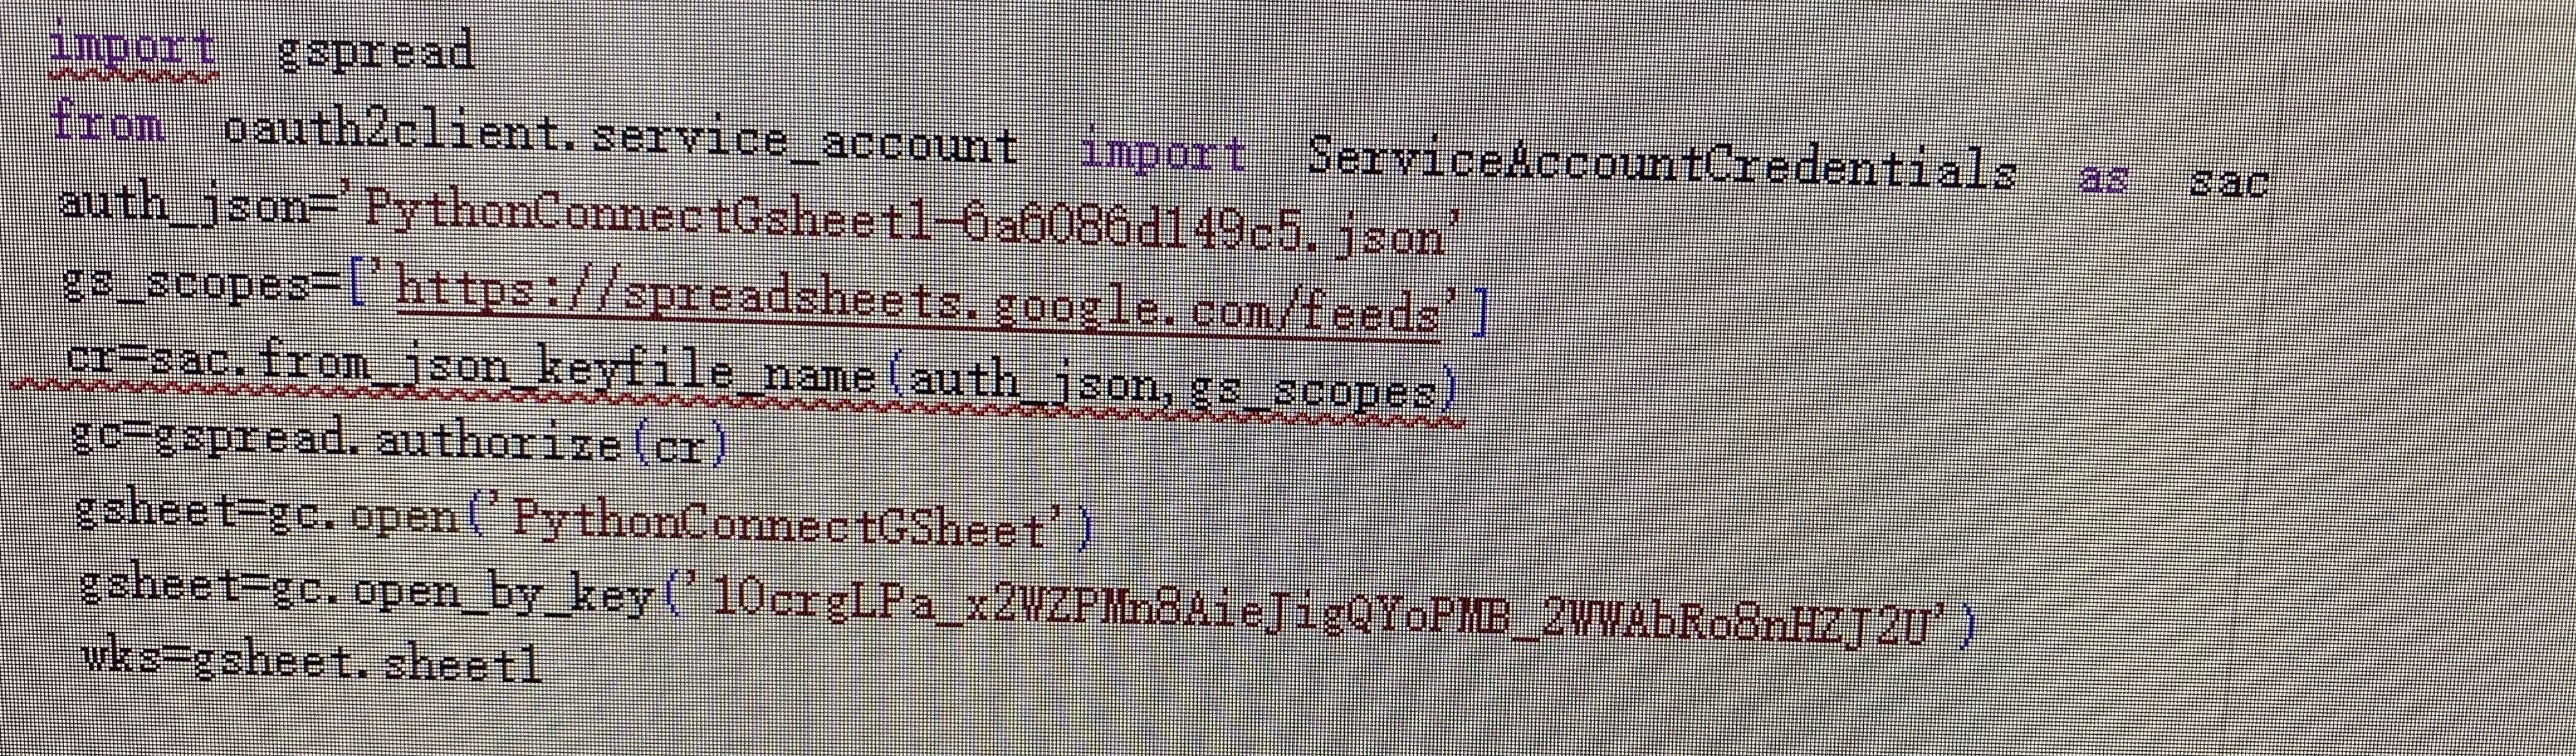 import gspread
from oauth2client.service_account import ServiceAccountCredentials as sac
auth_json='PythonConnectGsheet1-6a6086d149c5.json'
gs_scopes=['https://spreadsheets.google.com/feeds']
cr=sac.from_json_keyfile_name(auth_json,gs_scopes)
gc=gspread.authorize(cr)
gsheet=gc.open('PythonConnectGSheet')
gsheet=gc.open_by_key('10crgLPa_x2WZPMn8AieJigQYoPMB_2WWAbRo8nHZJ2U')
wks=gsheet.sheet1